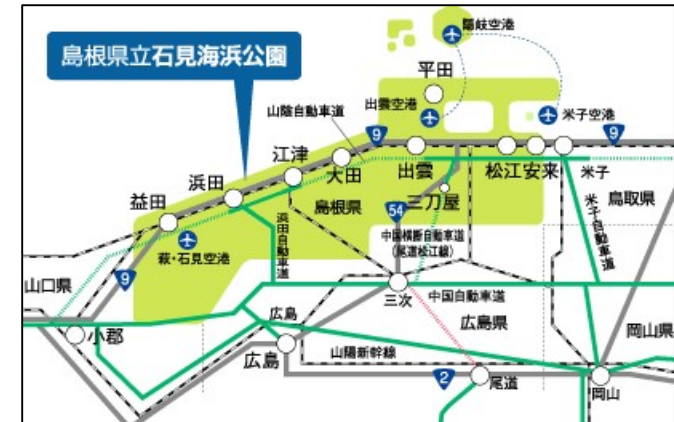 隠岐空港
島根県立石見海浜公園
平田
出雲空港
米子空港
山陰自動車道
9
9
江津
大田
出雲
松江
安来
米子
浜田
島根県
三刀屋
鳥取県
益田
54
米子自動車道
浜田自動車道
中国横断自動車道
(尾道松江線)
萩・石見空港
9
山口県
三次
中国自動車道
広島
広島県
岡山県
小郡
広島
山陽新幹線
2
尾道
岡山